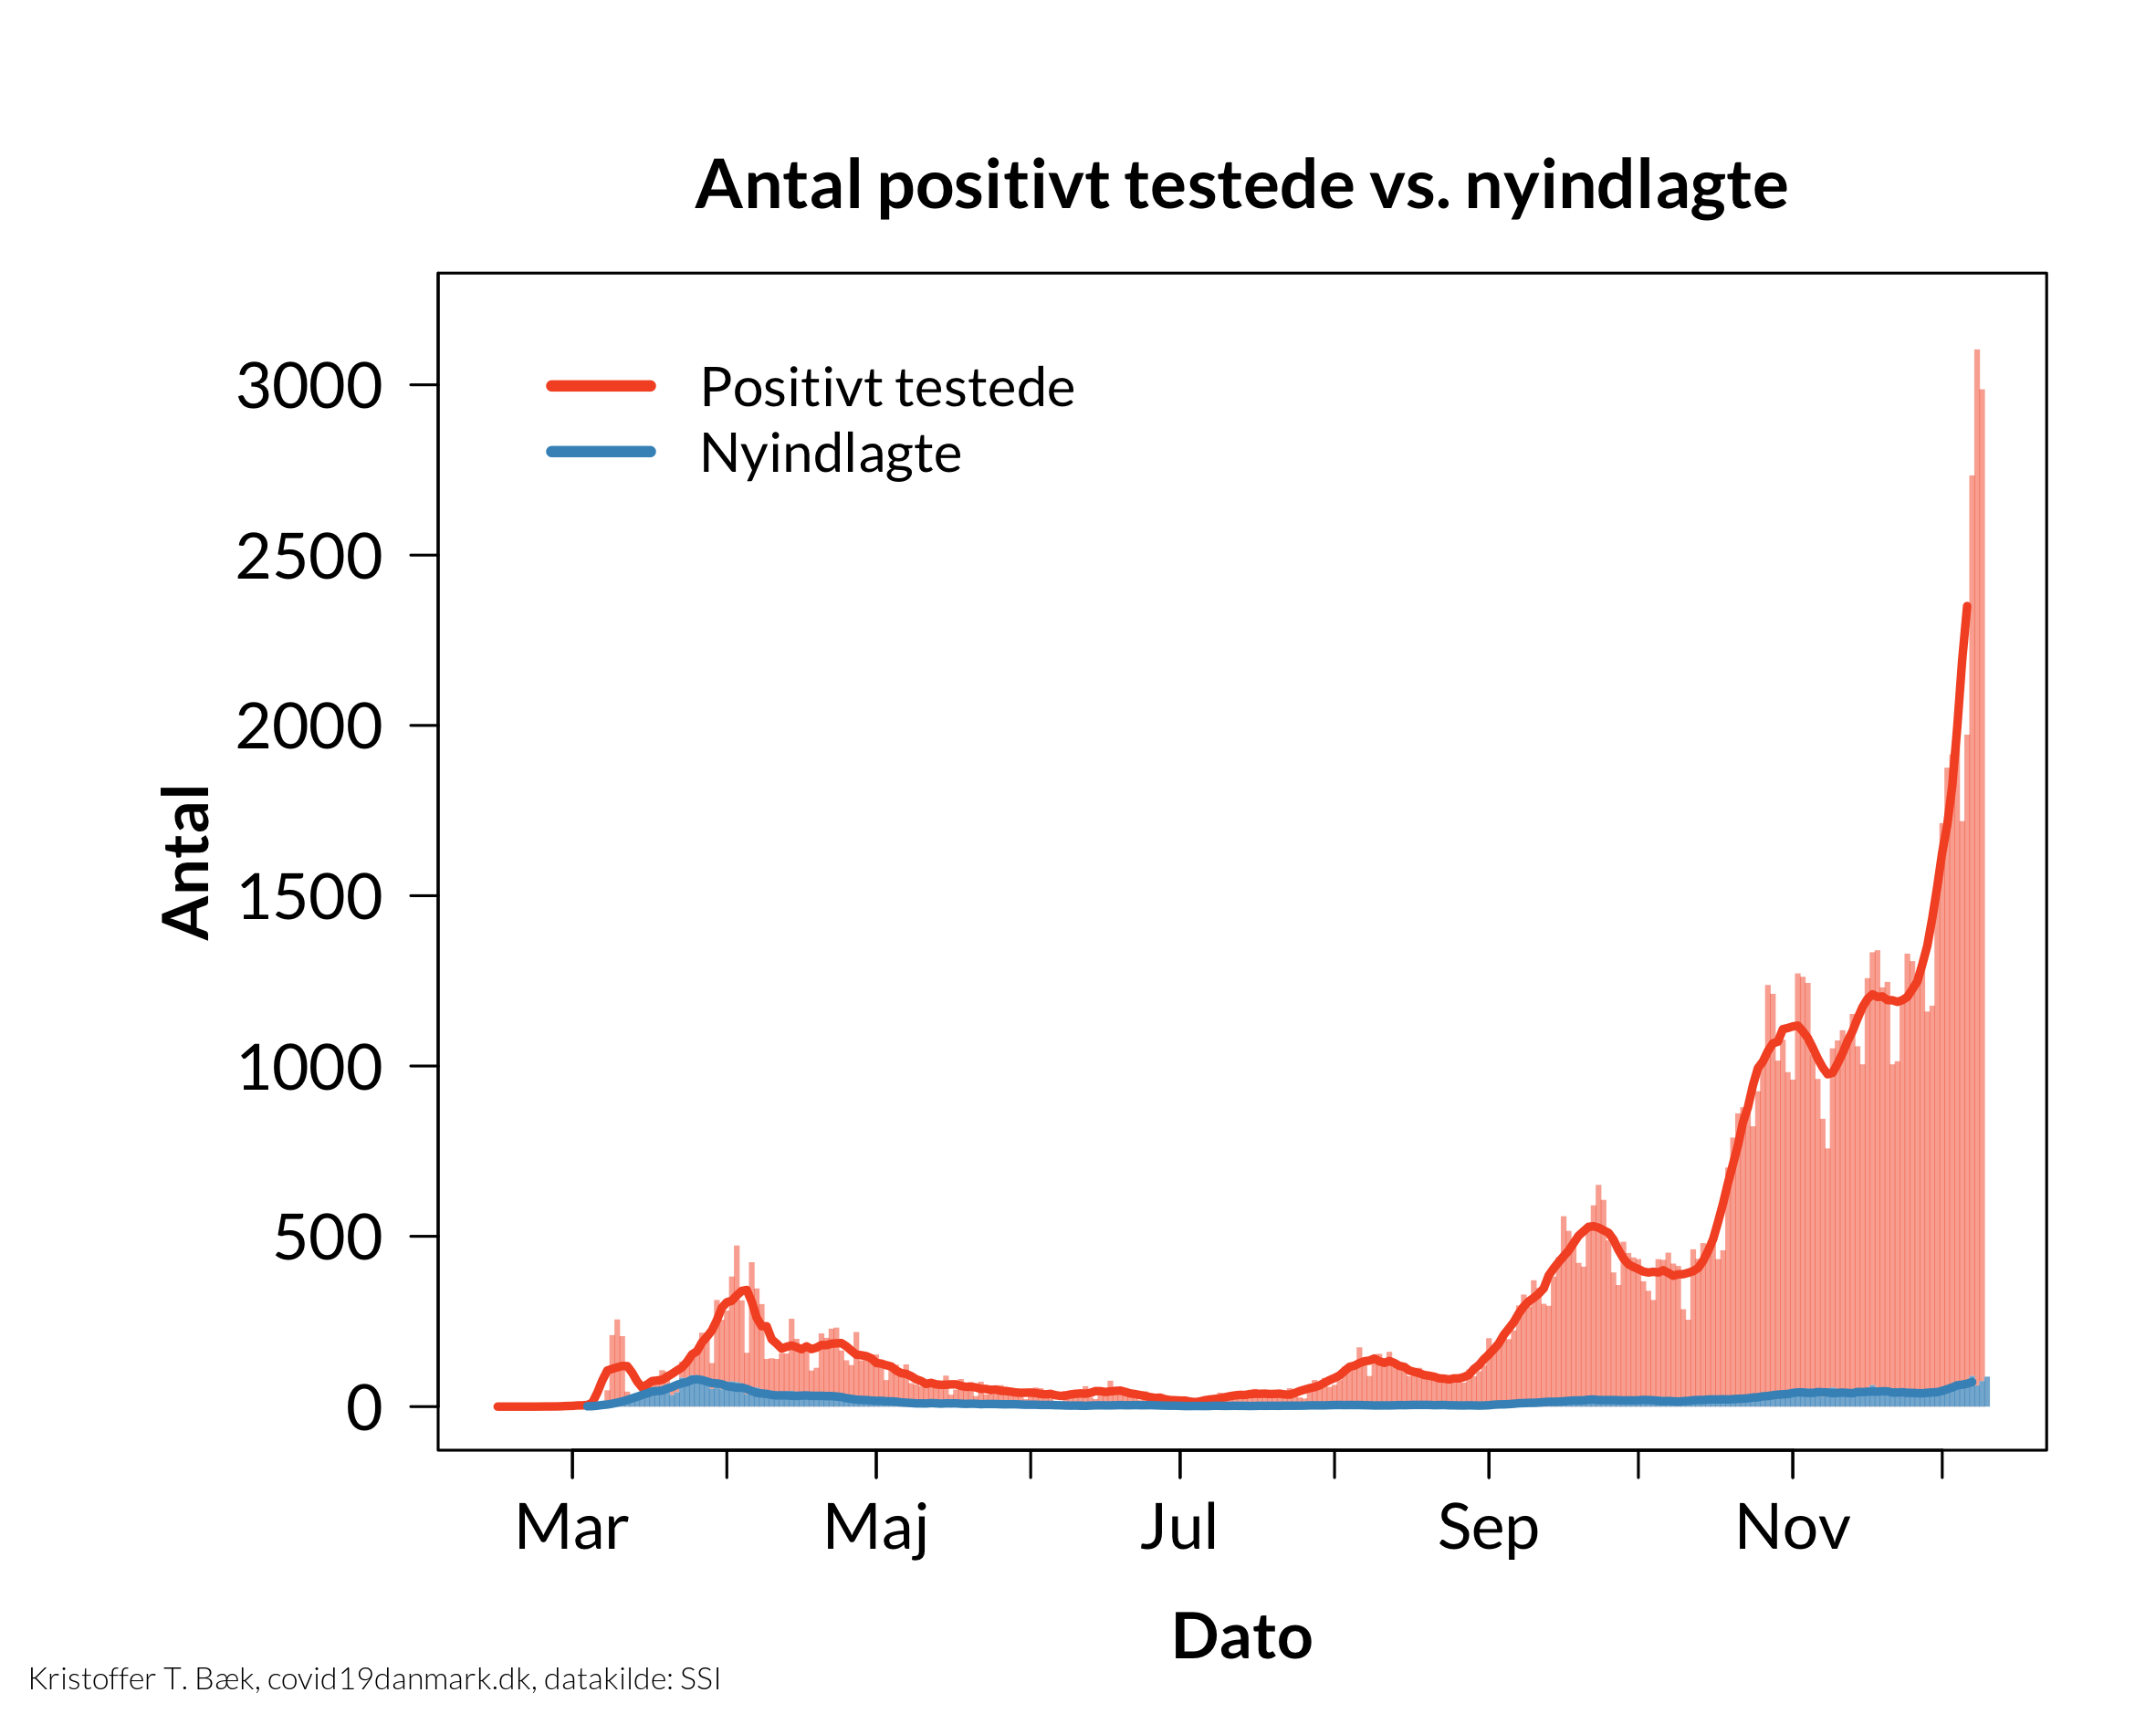 Antal positivt testede vs. nyindlagte
Positivt testede
Nyindlagte
3000
2500
2000
1500
1000
500
0
Antal
Mar
Maj
Jul
Sep
Nov
Dato
Kristoffer T. Bæk, covid19danmark.dk, datakilde: SSI